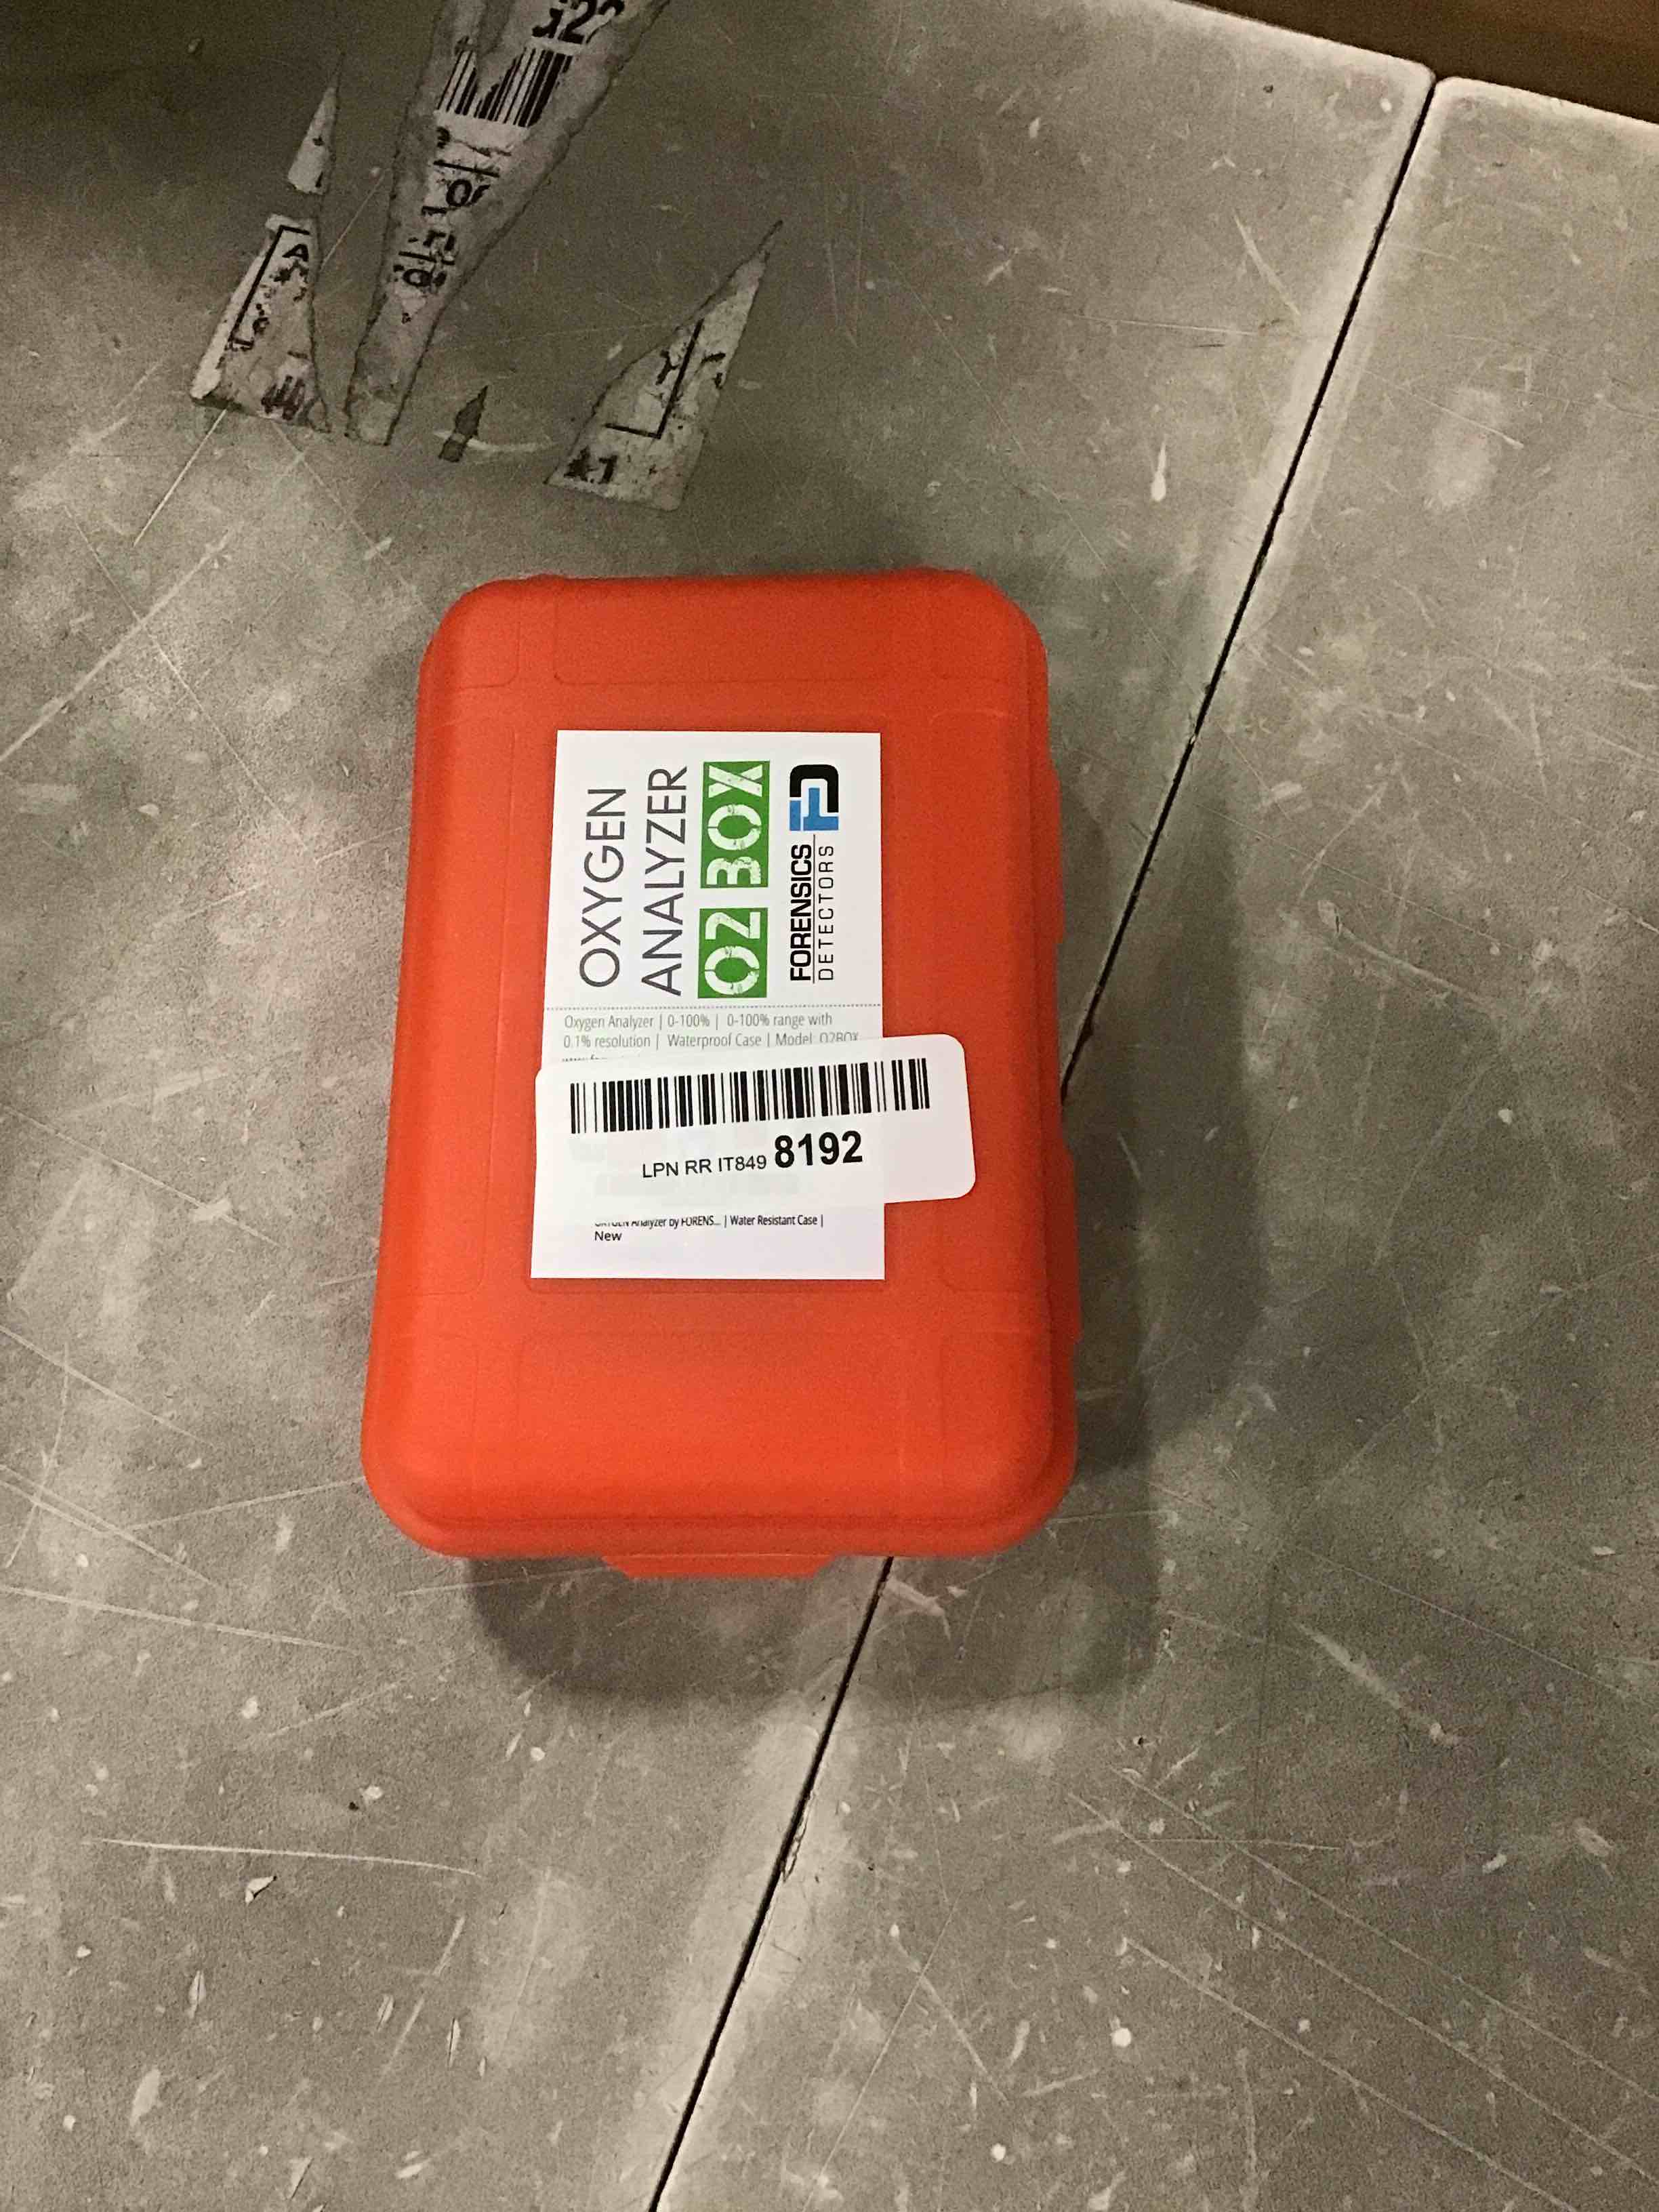 OXYGEN
ANALYZER
O2 BOX
FORENSICS
DETECTORS
FD
Oxygen Analyzer | 0-100% | 0-100% range with
0.1% resolution | Waterproof Case | Model O2BOX
LPN RR IT849 8192
Analyzer by FORENS... | Water Resistant Case |
New